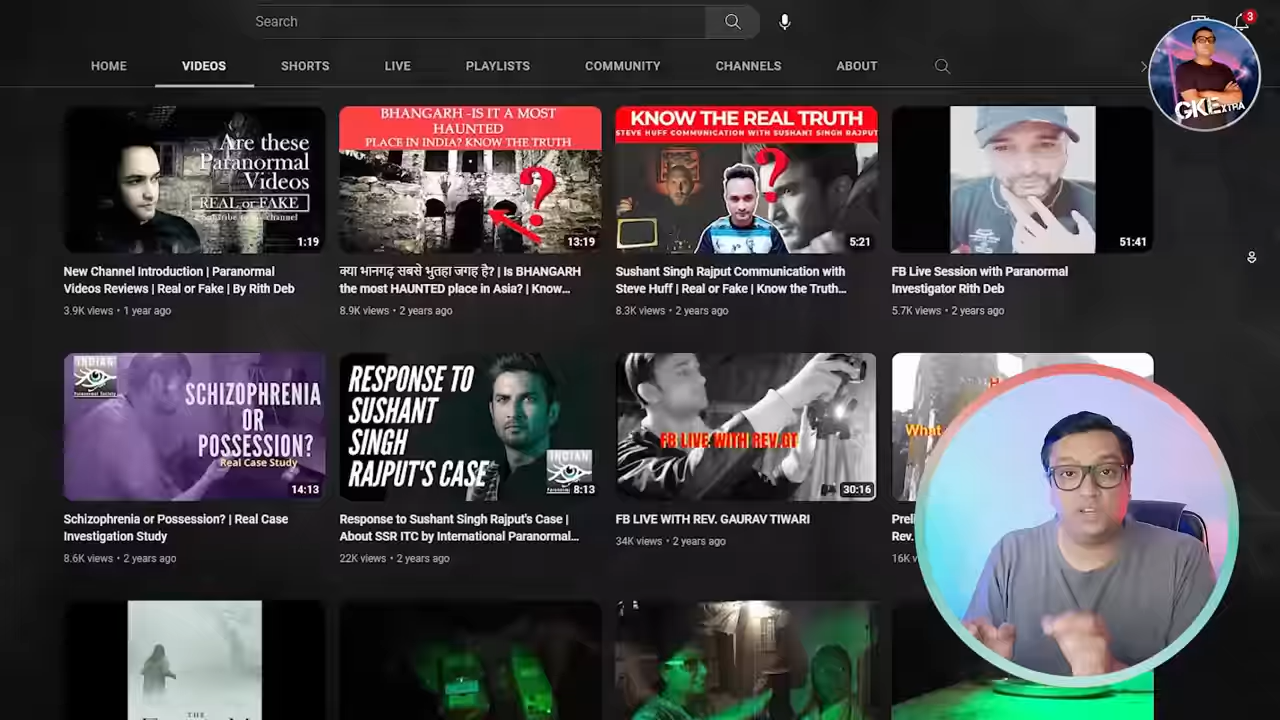 Search
3
HOME
VIDEOS
SHORTS
LIVE
PLAYLISTS
COMMUNITY
CHANNELS
ABOUT
GKE XTRA
Are these
Paranormal
Videos
REAL or FAKE
1:19
BHANGARH -IS IT A MOST
HAUNTED
PLACE IN INDIA? KNOW THE TRUTH
?
13:19
KNOW THE REAL TRUTH
STEVE HUFF COMMUNICATION WITH SUSHANT SINGH RAJPUT
?
5:21
51:41
New Channel Introduction | Paranormal
Videos Reviews | Real or Fake | By Rith Deb
3.9K views • 1 year ago
क्या भानगढ़ सबसे भुतहा जगह है? | Is BHANGARH
the most HAUNTED place in Asia? | Know...
8.9K views • 2 years ago
Sushant Singh Rajput Communication with
Steve Huff | Real or Fake | Know the Truth...
8.3K views • 2 years ago
FB Live Session with Paranormal
Investigator Rith Deb
5.7K views • 2 years ago
INDIAN
Paranormal Society
SCHIZOPHRENIA
OR
POSSESSION?
Real Case Study
14:13
RESPONSE TO
SUSHANT
SINGH
RAJPUT'S CASE
INDIAN
8:13
FB LIVE WITH REV.GT
30:16
What
Schizophrenia or Possession? | Real Case
Investigation Study
8.6K views • 2 years ago
Response to Sushant Singh Rajput's Case |
About SSR ITC by International Paranormal...
22K views • 2 years ago
FB LIVE WITH REV. GAURAV TIWARI
34K views • 2 years ago
Rev.
16K
THE